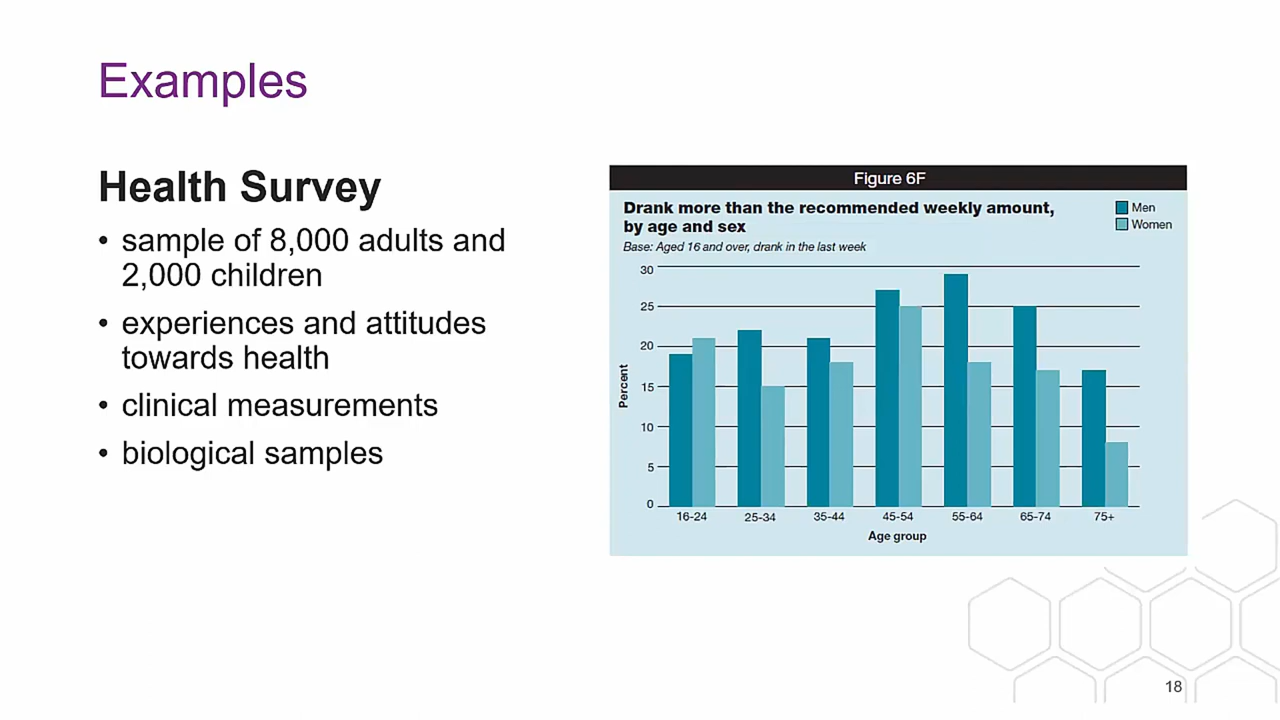 Examples
Health Survey
• sample of 8,000 adults and
2,000 children
• experiences and attitudes
towards health
• clinical measurements
• biological samples
Figure 6F
Drank more than the recommended weekly amount,
by age and sex
Base: Aged 16 and over, drank in the last week
Men
Women
30
25
20
15
10
5
0
Percent
16-24 25-34 35-44 45-54 55-64 65-74 75+
Age group
18